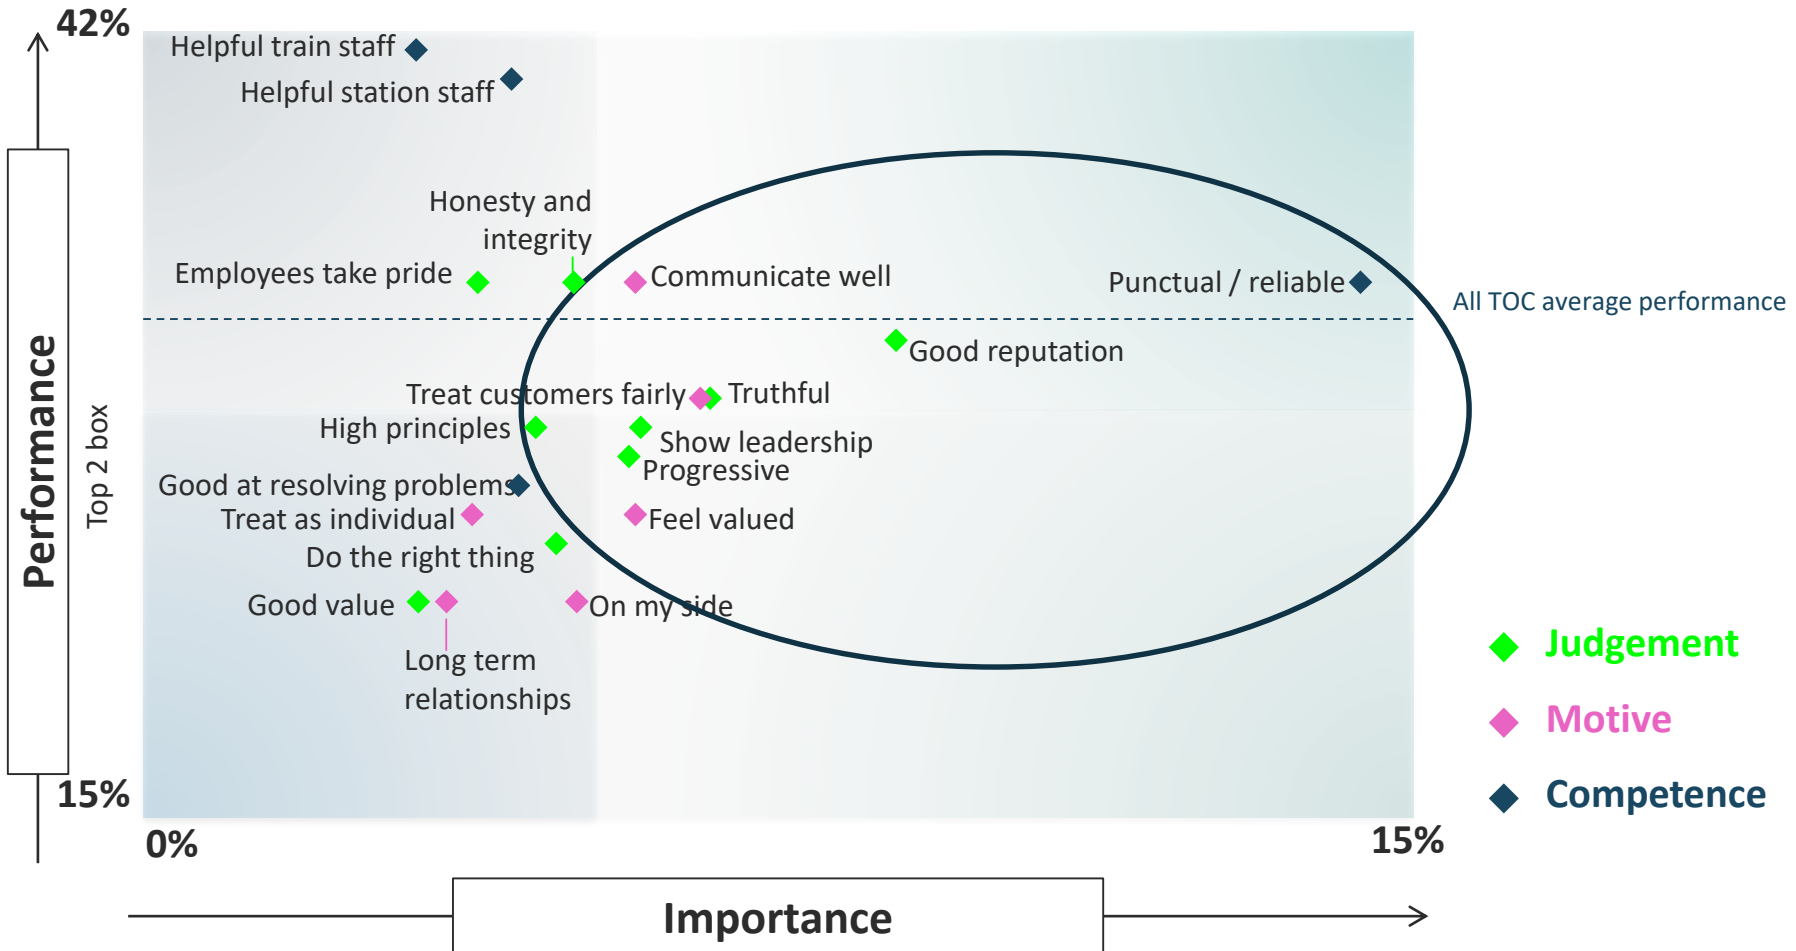 42%
Helpful train staff
Helpful station staff
Honesty and
integrity
Employees take pride
Communicate well
Punctual / reliable
All TOC average performance
Good reputation
Treat customers fairly
Truthful
High principles
Show leadership
Progressive
Good at resolving problems
Treat as individual
Feel valued
Do the right thing
Good value
On my side
Long term
relationships
Performance
Top 2 box
15%
0%
15%
Importance
Judgement
Motive
Competence